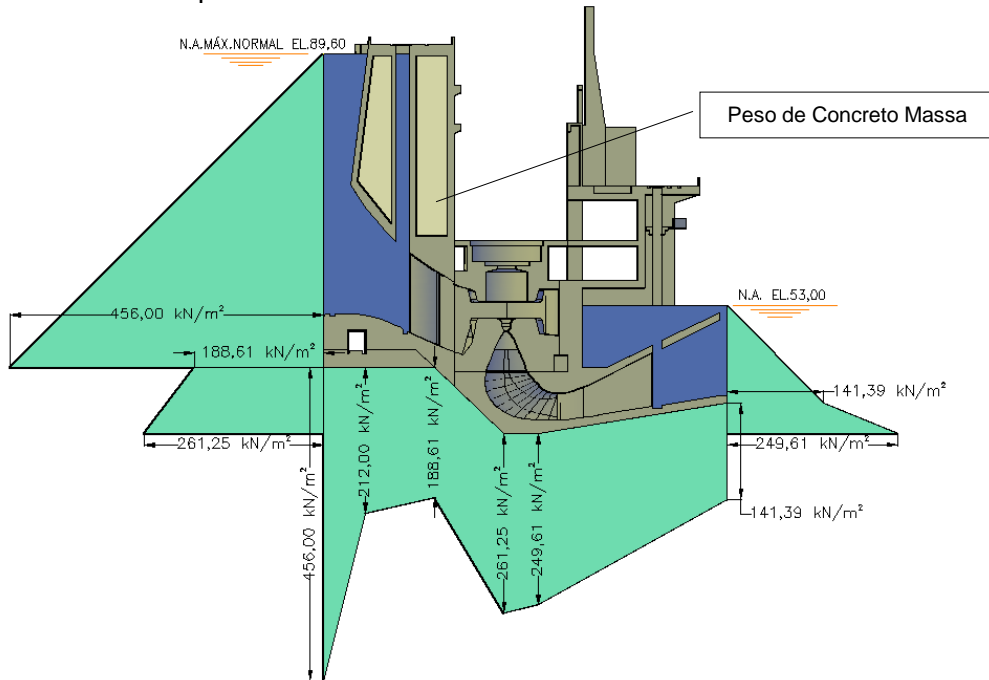 N.A.MÁX.NORMAL EL.89,60
Peso de Concreto Massa
N.A. EL.53,00
456,00 kN/m²
188,61 kN/m²
141,39 kN/m²
261,25 kN/m²
249,61 kN/m²
456,00 kN/m²
212,00 kN/m²
188,61 kN/m²
261,25 kN/m²
249,61 kN/m²
141,39 kN/m²